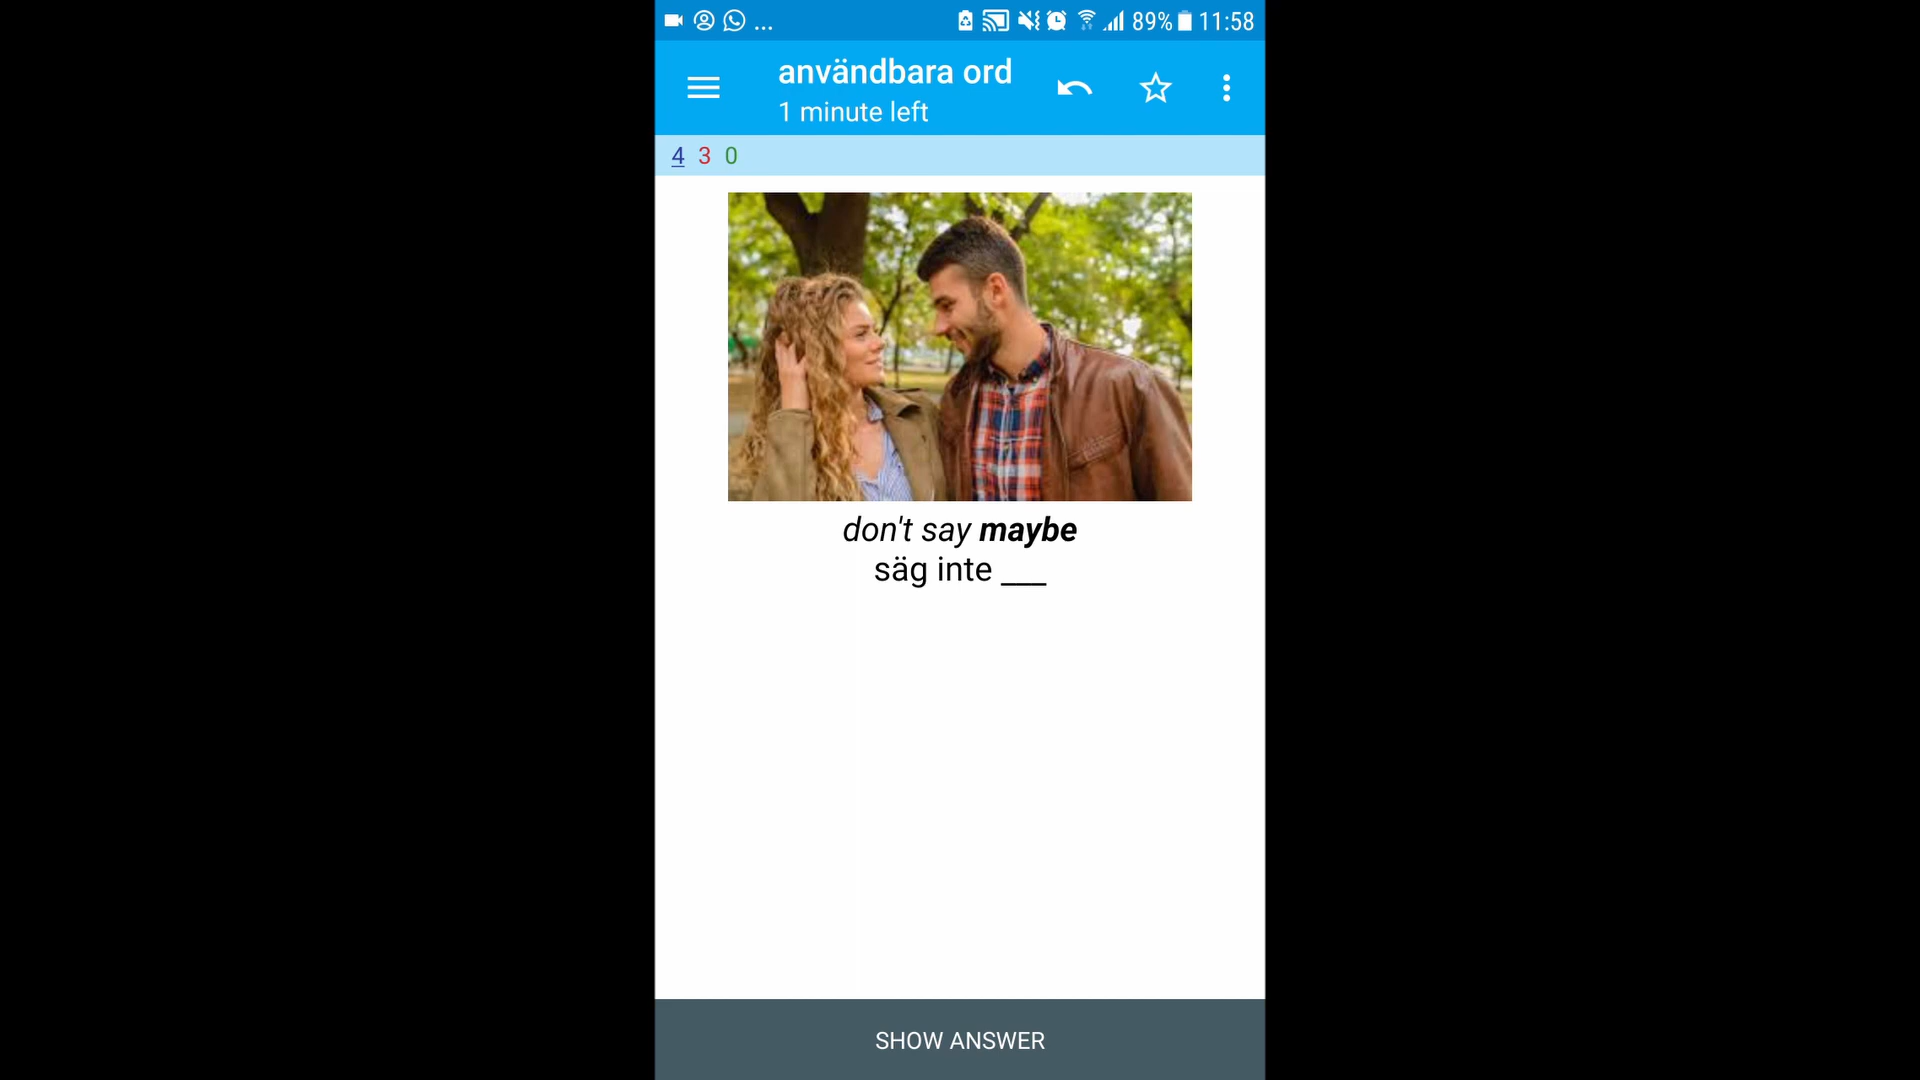 ... 89% 11:58
användbara ord
1 minute left
4 3 0
don't say maybe
säg inte ___
SHOW ANSWER